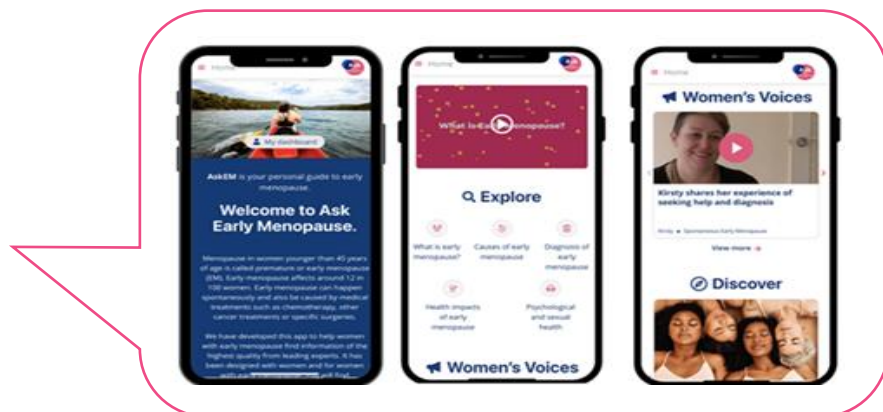 Home
My dashboard
AskEM is your personal guide to early
menopause.
Welcome to Ask
Early Menopause.
Menopause in women younger than 45 years
of age is called premature or early menopause
(EM). Early menopause affects around 12 in
100 women. Early menopause can happen
spontaneously and also be caused by medical
treatments such as chemotherapy, other
cancer treatments or specific surgeries.
We have developed this app to help women
with early menopause find information of the
highest quality from leading experts. It has
been designed with women and for women
with early will find
Home
What is Early Menopause?
Explore
What is early
menopause?
Causes of early
menopause
Diagnosis of
early
menopause
Health impacts
of early
menopause
Psychological
and sexual
health
Women's Voices
Home
Women's Voices
Kirsty shares her experience of
seeking help and diagnosis
Kirsty Spontaneous Early Menopause
View more
Discover